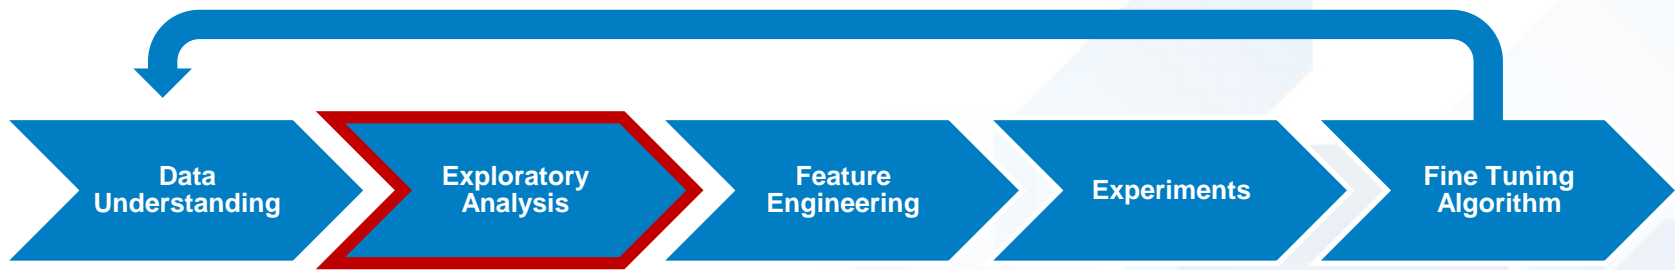 Data
Understanding
Exploratory
Analysis
Feature
Engineering
Experiments
Fine Tuning
Algorithm